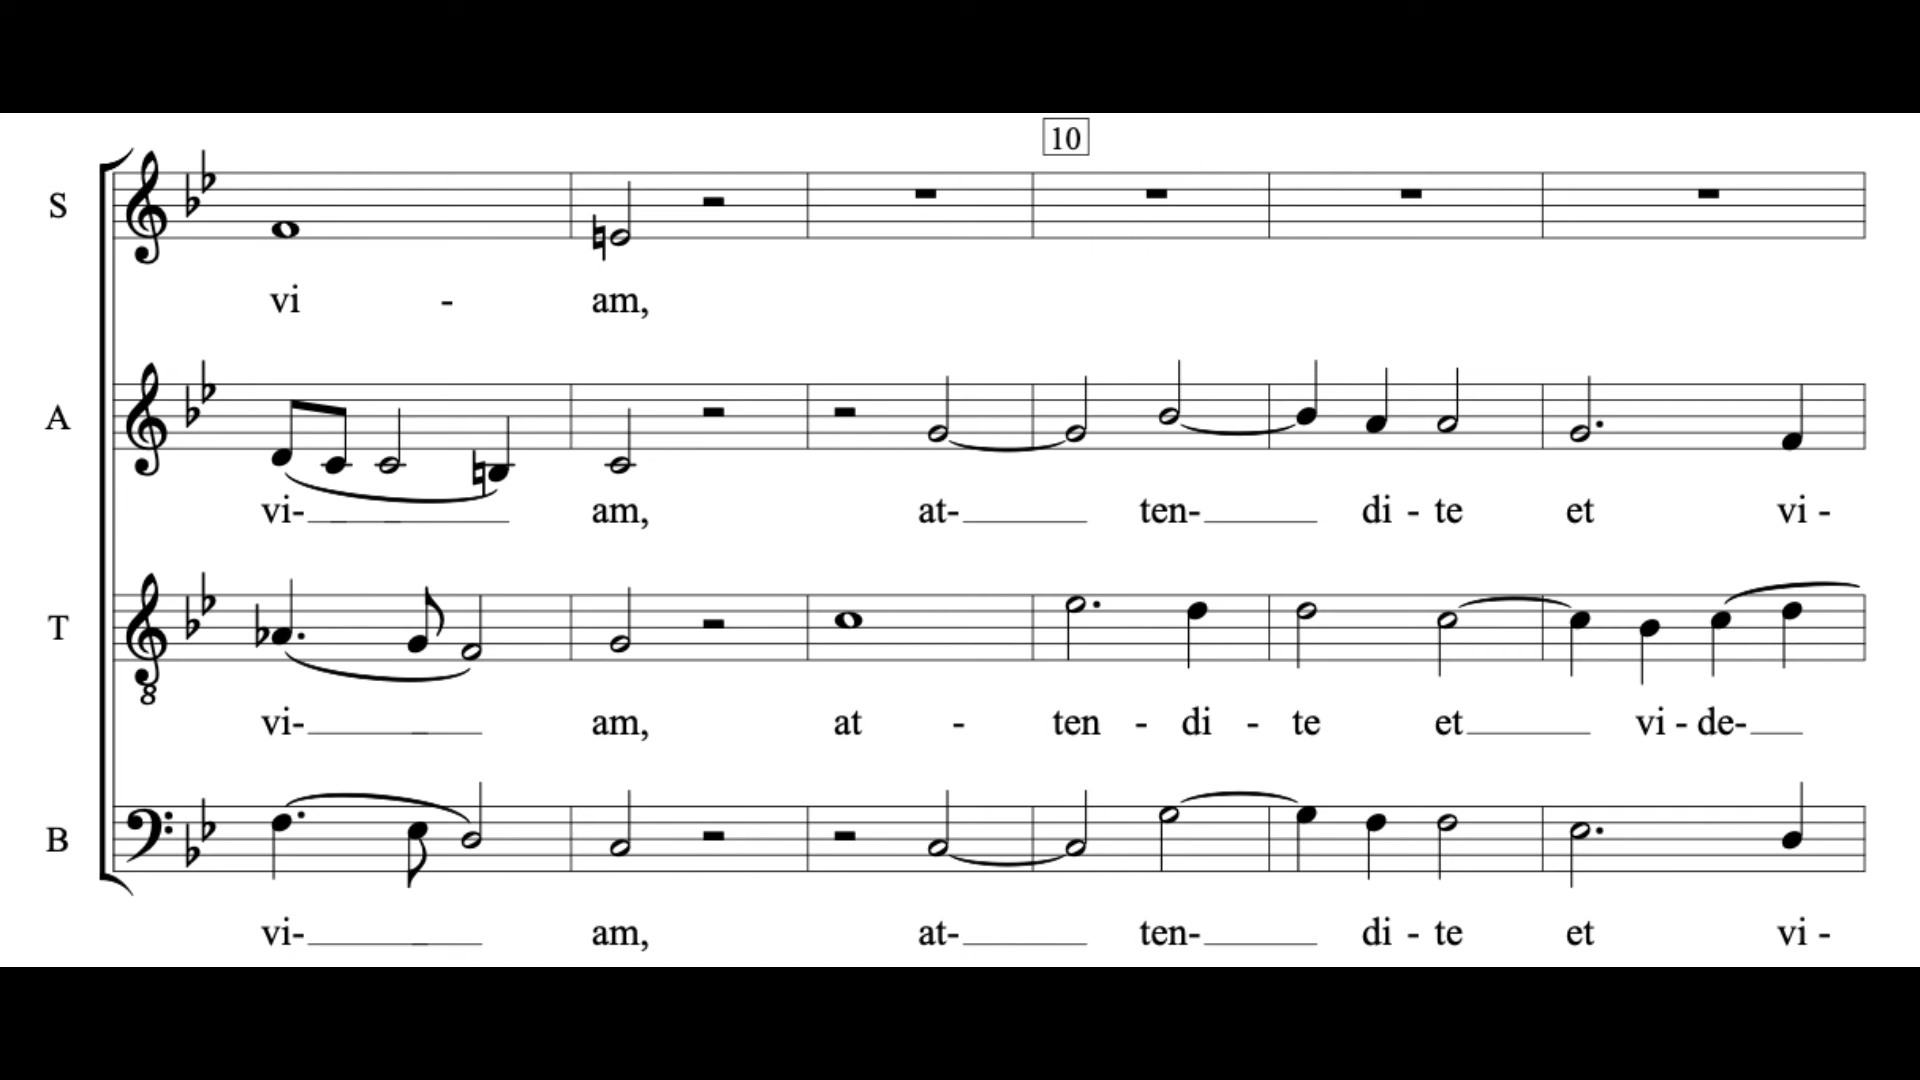 10
S
vi - am,
A
vi- am, at- ten- di - te et vi -
T
8
vi- am, at - ten - di - te et vi - de-
B
vi- am, at- ten- di - te et vi -